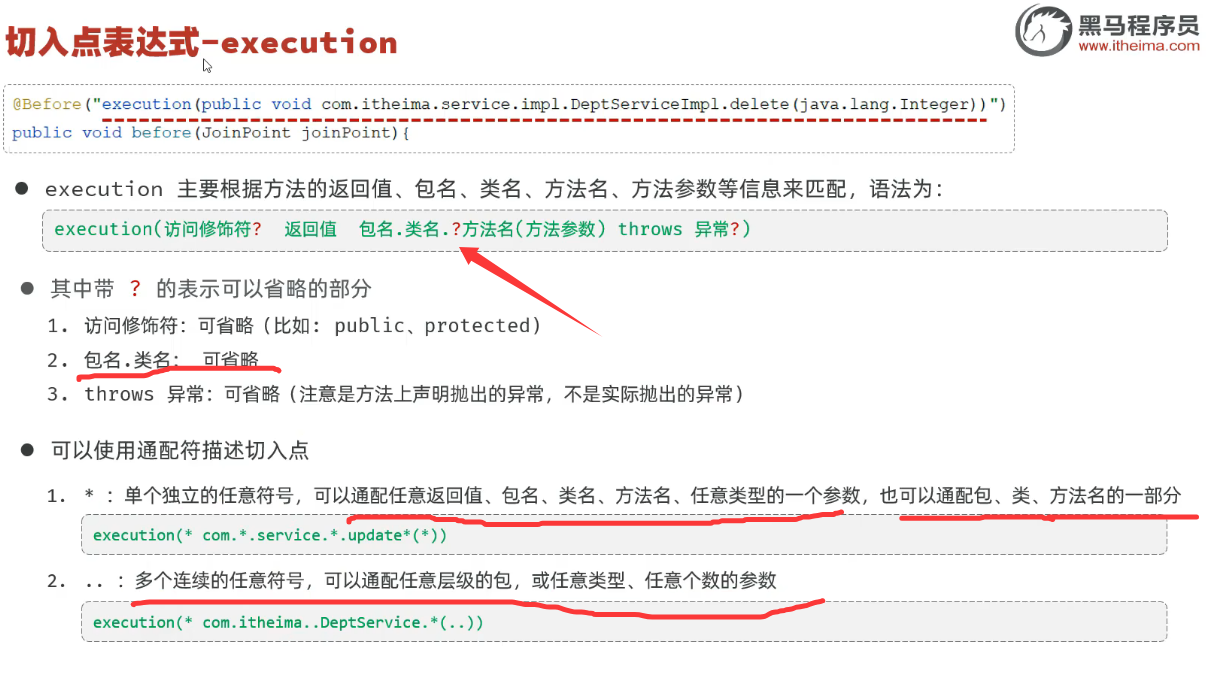 切入点表达式-execution
黑马程序员
www.itheima.com
@Before("execution(public void com.itheima.service.impl.DeptServiceImpl.delete(java.lang.Integer))")
public void before(JoinPoint joinPoint){
● execution 主要根据方法的返回值、包名、类名、方法名、方法参数等信息来匹配，语法为：
execution(访问修饰符? 返回值 包名.类名.?方法名(方法参数) throws 异常?)
● 其中带 ? 的表示可以省略的部分
1. 访问修饰符：可省略（比如: public、protected）
2. 包名.类名： 可省略
3. throws 异常：可省略（注意是方法上声明抛出的异常，不是实际抛出的异常）
● 可以使用通配符描述切入点
1. * ：单个独立的任意符号，可以通配任意返回值、包名、类名、方法名、任意类型的一个参数，也可以通配包、类、方法名的一部分
execution(* com.*.service.*.update*(*))
2. .. ：多个连续的任意符号，可以通配任意层级的包，或任意类型、任意个数的参数
execution(* com.itheima..DeptService.*(..))